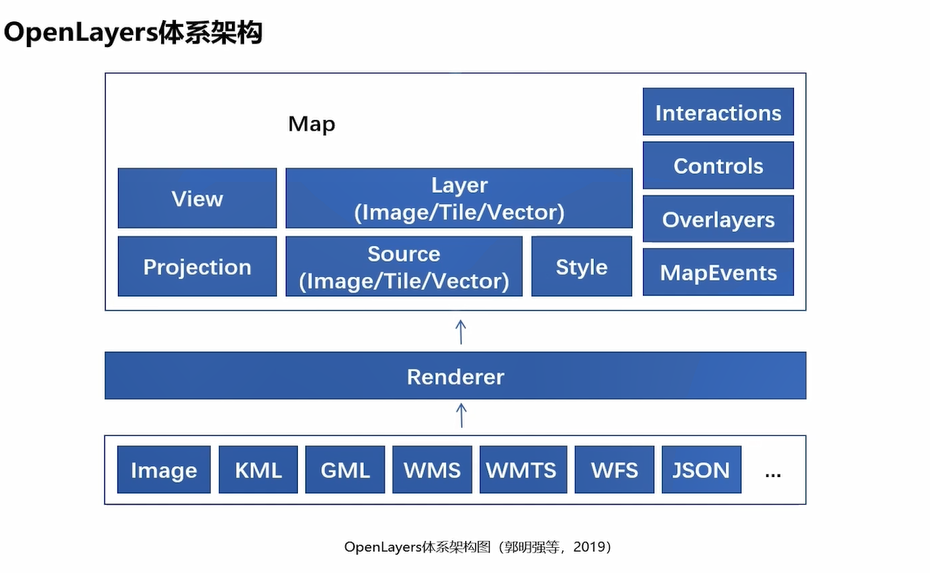 OpenLayers体系架构
Map
Interactions
Controls
Overlayers
MapEvents
View
Layer
(Image/Tile/Vector)
Projection
Source
(Image/Tile/Vector)
Style
Renderer
Image
KML
GML
WMS
WMTS
WFS
JSON
...
OpenLayers体系架构图（郭明强等，2019）